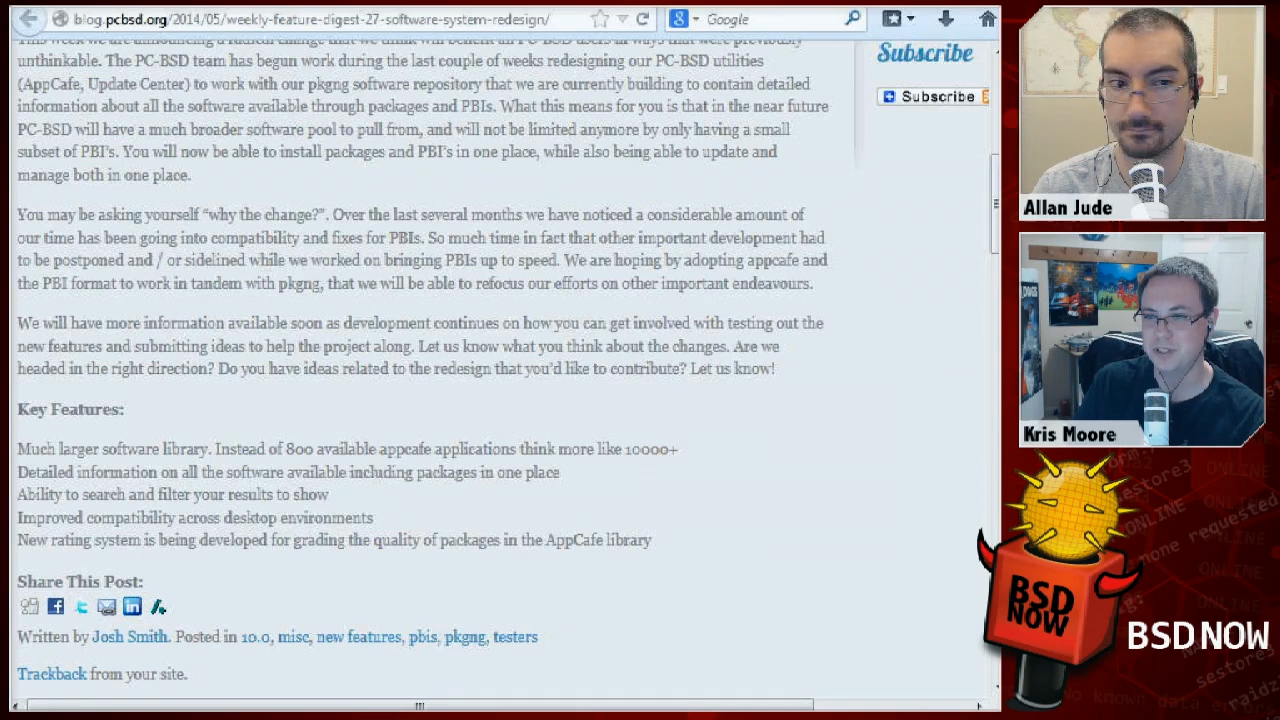 blog.pcbsd.org/2014/05/weekly-feature-digest-27-software-system-redesign/
Google
This week we are announcing a radical change that we think will benefit all PC-BSD users in ways that were previously
unthinkable. The PC-BSD team has begun work during the last couple of weeks redesigning our PC-BSD utilities
(AppCafe, Update Center) to work with our pkgng software repository that we are currently building to contain detailed
information about all the software available through packages and PBIs. What this means for you is that in the near future
PC-BSD will have a much broader software pool to pull from, and will not be limited anymore by only having a small
subset of PBI's. You will now be able to install packages and PBI's in one place, while also being able to update and
manage both in one place.
You may be asking yourself “why the change?”. Over the last several months we have noticed a considerable amount of
our time has been going into compatibility and fixes for PBIs. So much time in fact that other important development had
to be postponed and / or sidelined while we worked on bringing PBIs up to speed. We are hoping by adopting appcafe and
the PBI format to work in tandem with pkgng, that we will be able to refocus our efforts on other important endeavours.
We will have more information available soon as development continues on how you can get involved with testing out the
new features and submitting ideas to help the project along. Let us know what you think about the changes. Are we
headed in the right direction? Do you have ideas related to the redesign that you'd like to contribute? Let us know!
Key Features:
Much larger software library. Instead of 800 available appcafe applications think more like 10000+
Detailed information on all the software available including packages in one place
Ability to search and filter your results to show
Improved compatibility across desktop environments
New rating system is being developed for grading the quality of packages in the AppCafe library
Share This Post:
Written by Josh Smith. Posted in 10.0, misc, new features, pbis, pkgng, testers
Trackback from your site.
Subscribe
Subscribe
Allan Jude
Kris Moore
BSD
NOW
BSD NOW